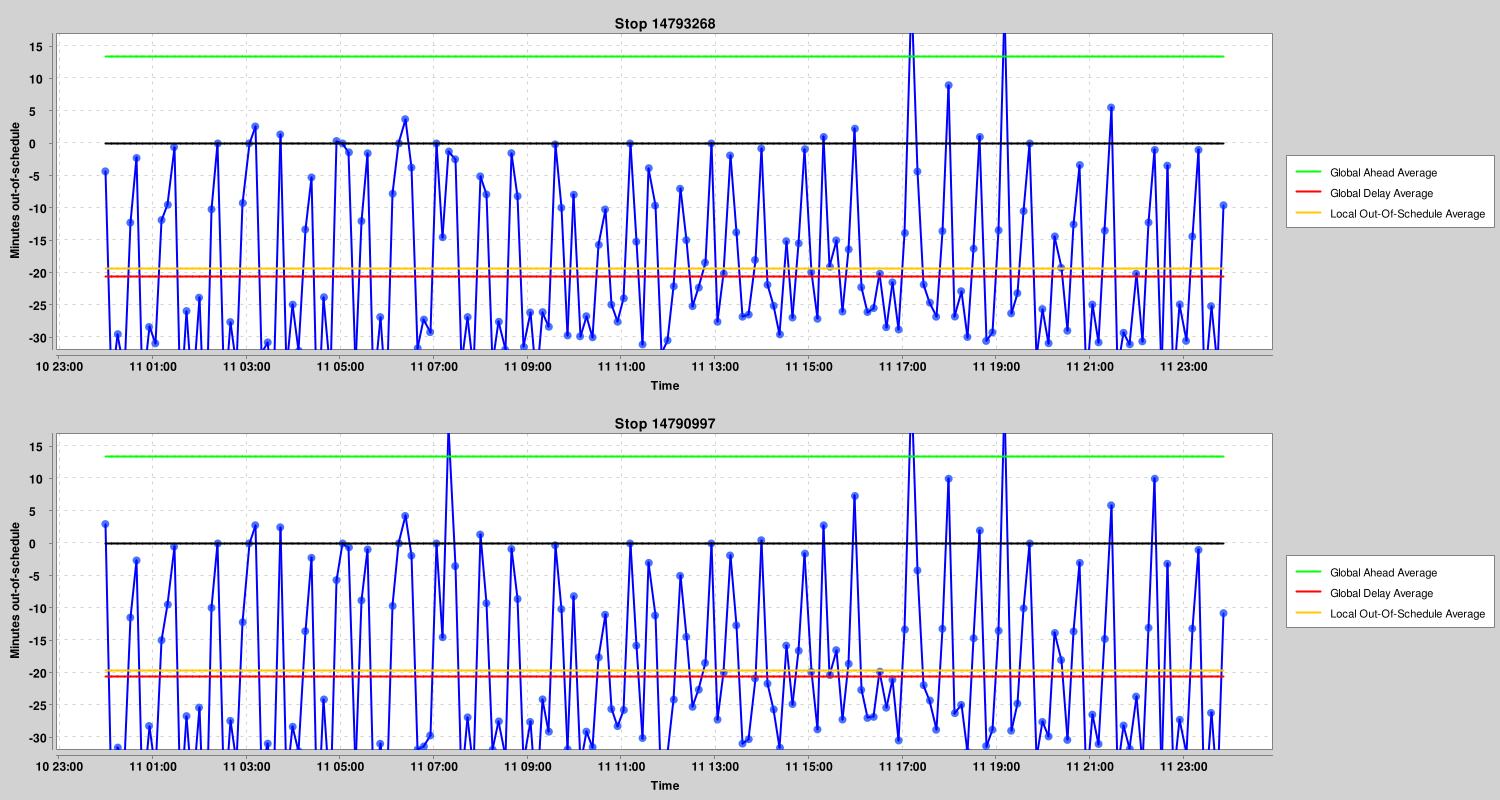 Stop 14793268
Minutes out-of-schedule
15
10
5
0
-5
-10
-15
-20
-25
-30
10 23:00 11 01:00 11 03:00 11 05:00 11 07:00 11 09:00 11 11:00 11 13:00 11 15:00 11 17:00 11 19:00 11 21:00 11 23:00
Time
Global Ahead Average
Global Delay Average
Local Out-Of-Schedule Average
Stop 14790997
Minutes out-of-schedule
15
10
5
0
-5
-10
-15
-20
-25
-30
10 23:00 11 01:00 11 03:00 11 05:00 11 07:00 11 09:00 11 11:00 11 13:00 11 15:00 11 17:00 11 19:00 11 21:00 11 23:00
Time
Global Ahead Average
Global Delay Average
Local Out-Of-Schedule Average